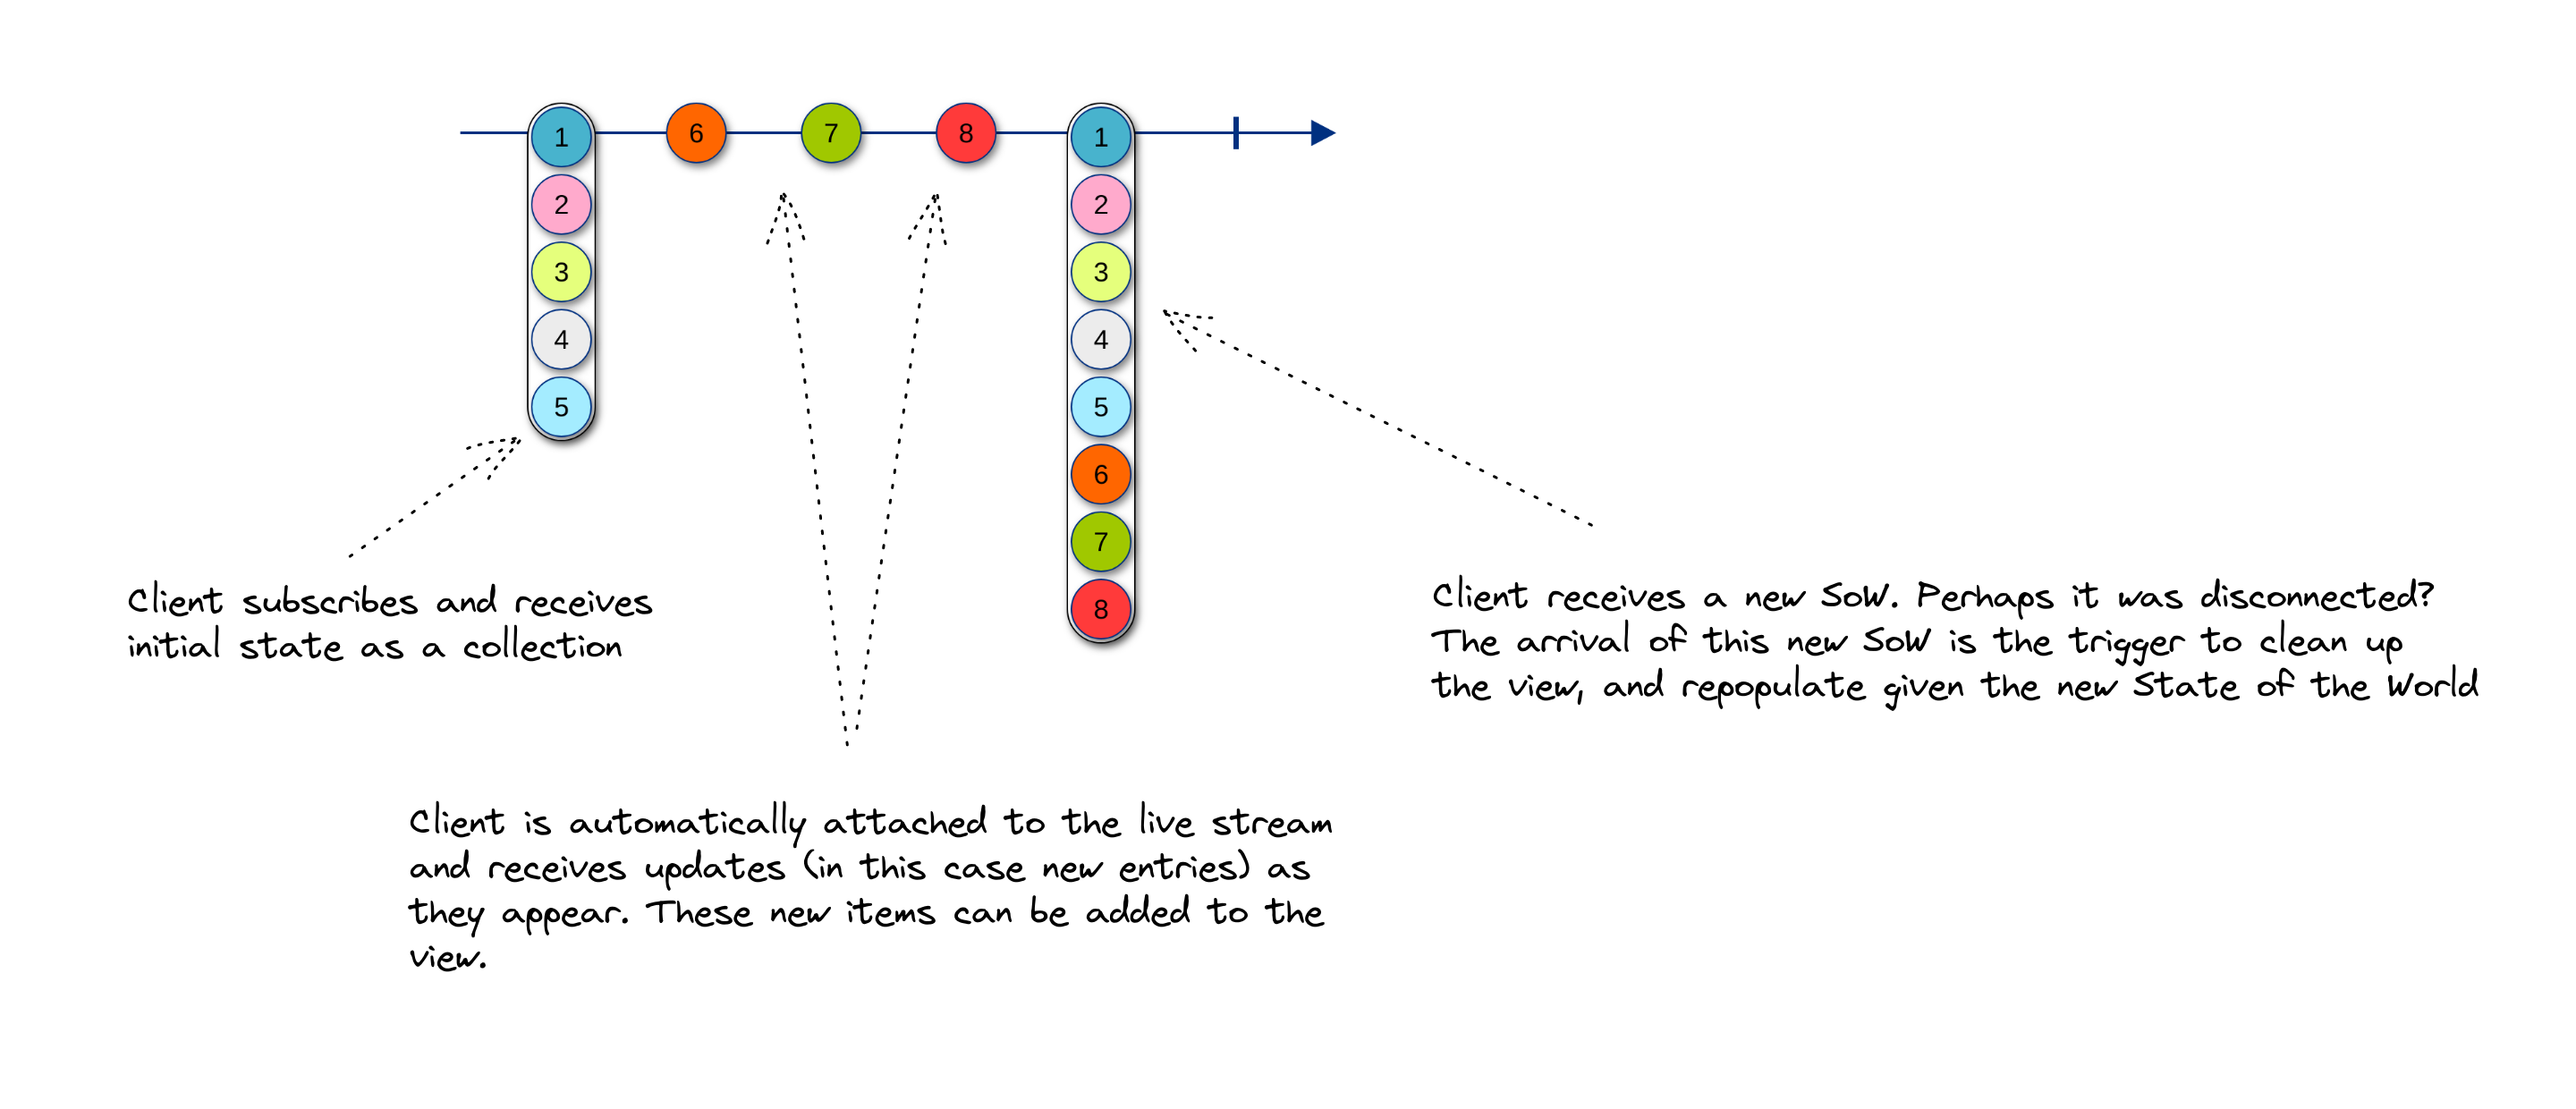 1 6 7 8 1
2 2
3 3
4 4
5 5
6
7
8
Client subscribes and receives
initial state as a collection
Client receives a new SoW. Perhaps it was disconnected?
The arrival of this new SoW is the trigger to clean up
the view, and repopulate given the new State of the World
Client is automatically attached to the live stream
and receives updates (in this case new entries) as
they appear. These new items can be added to the
view.